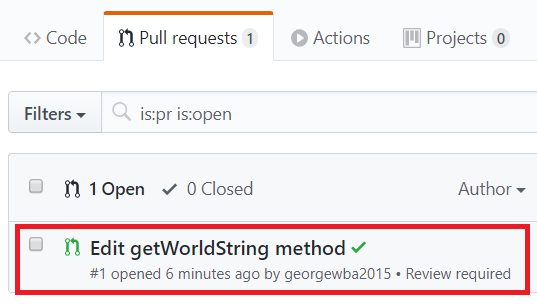 Code Pull requests 1 Actions Projects 0
Filters is:pr is:open
1 Open 0 Closed Author
Edit getWorldString method
#1 opened 6 minutes ago by georgewba2015 • Review required